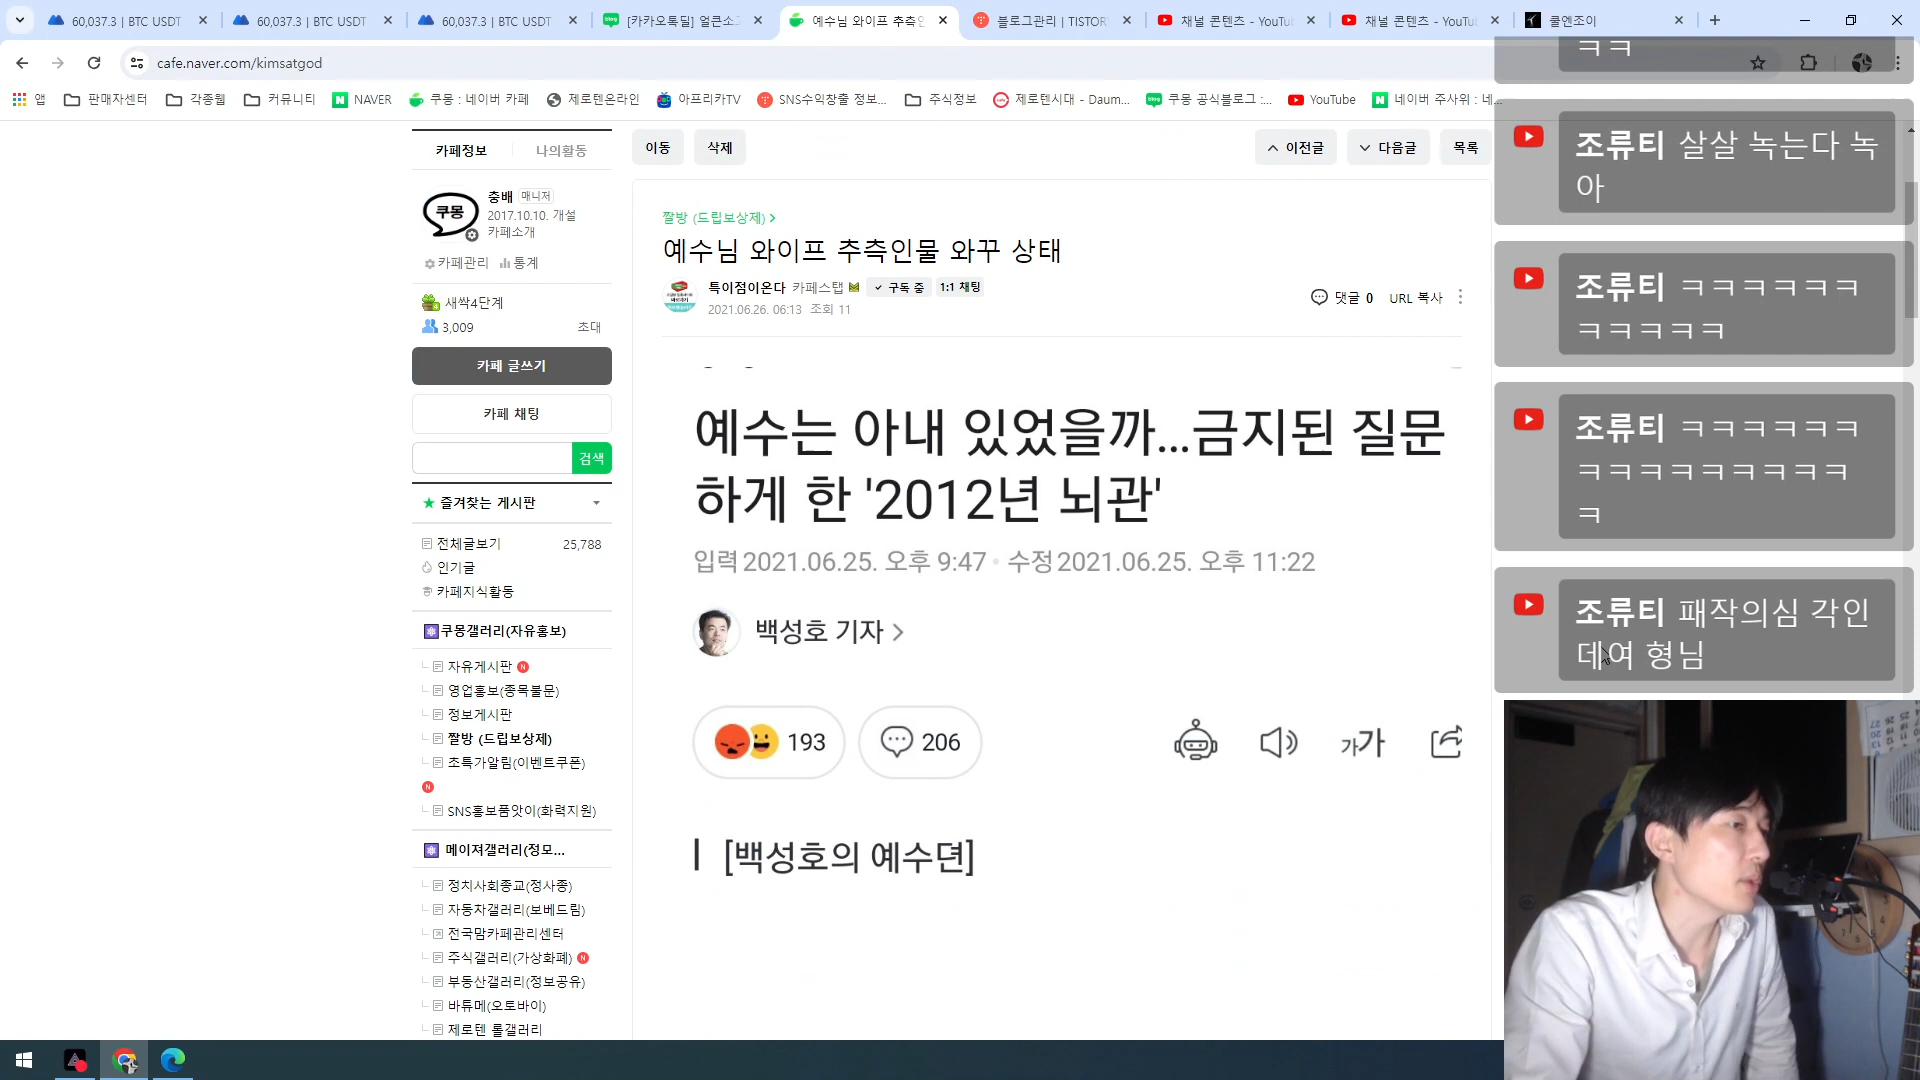 60,037.3 | BTC USDT
60,037.3 | BTC USDT
60,037.3 | BTC USDT
[카카오톡딜] 얼큰소
예수님 와이프 추측인
블로그관리 | TISTOR
채널 콘텐츠 - YouTu
채널 콘텐츠 - YouTu
쿨엔조이
cafe.naver.com/kimsatgod
앱
판매자센터
각종웹
커뮤니티
NAVER
쿠몽 : 네이버 카페
제로텐온라인
아프리카TV
SNS수익창출 정보...
주식정보
제로텐시대 - Daum...
쿠몽 공식블로그 :...
YouTube
네이버 주사위 : 네...
카페정보
나의활동
쿠몽
충배 매니저
2017.10.10. 개설
카페소개
카페관리
통계
새싹4단계
3,009
초대
카페 글쓰기
카페 채팅
검색
즐겨찾는 게시판
전체글보기 25,788
인기글
카페지식활동
쿠몽갤러리(자유홍보)
자유게시판 N
영업홍보(종목불문)
정보게시판
짤방 (드립보상제)
초특가알림(이벤트쿠폰)
N
SNS홍보품앗이(화력지원)
메이져갤러리(정모...
정치사회종교(정사종)
자동차갤러리(보베드림)
전국맘카페관리센터
주식갤러리(가상화폐) N
부동산갤러리(정보공유)
바튜메(오토바이)
제로텐 롤갤러리
이동
삭제
이전글
다음글
목록
짤방 (드립보상제) >
예수님 와이프 추측인물 와꾸 상태
특이점이온다 카페스탭 구독 중 1:1 채팅
2021.06.26. 06:13 조회 11
댓글 0 URL 복사
예수는 아내 있었을까...금지된 질문
하게 한 '2012년 뇌관'
입력 2021.06.25. 오후 9:47 • 수정 2021.06.25. 오후 11:22
백성호 기자 >
193
206
가가
[백성호의 예수뎐]
ㅋㅋ
조류티 살살 녹는다 녹
아
조류티 ㅋㅋㅋㅋㅋㅋ
ㅋㅋㅋㅋㅋ
조류티 ㅋㅋㅋㅋㅋㅋ
ㅋㅋㅋㅋㅋㅋㅋㅋㅋ
ㅋ
조류티 패작의심 각인
데여 형님